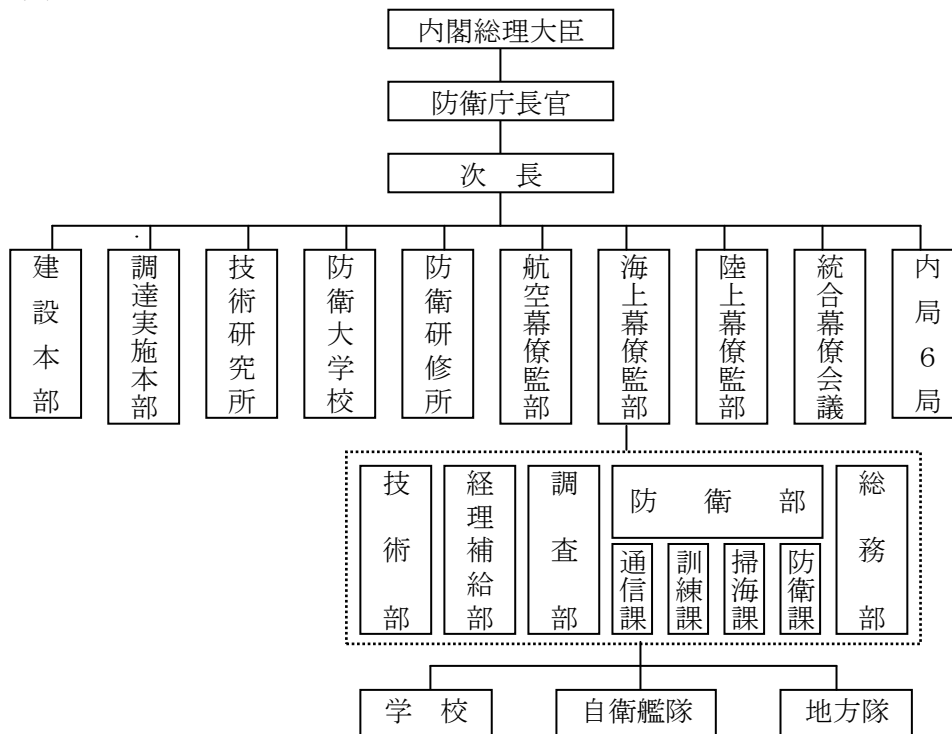 内閣総理大臣
防衛庁長官
次 長
建設本部
調達実施本部
技術研究所
防衛大学校
防衛研修所
航空幕僚監部
海上幕僚監部
陸上幕僚監部
統合幕僚会議
内局6局
技術部
経理補給部
調査部
防 衛 部
通信課
訓練課
掃海課
防衛課
総務部
学 校
自衛艦隊
地方隊